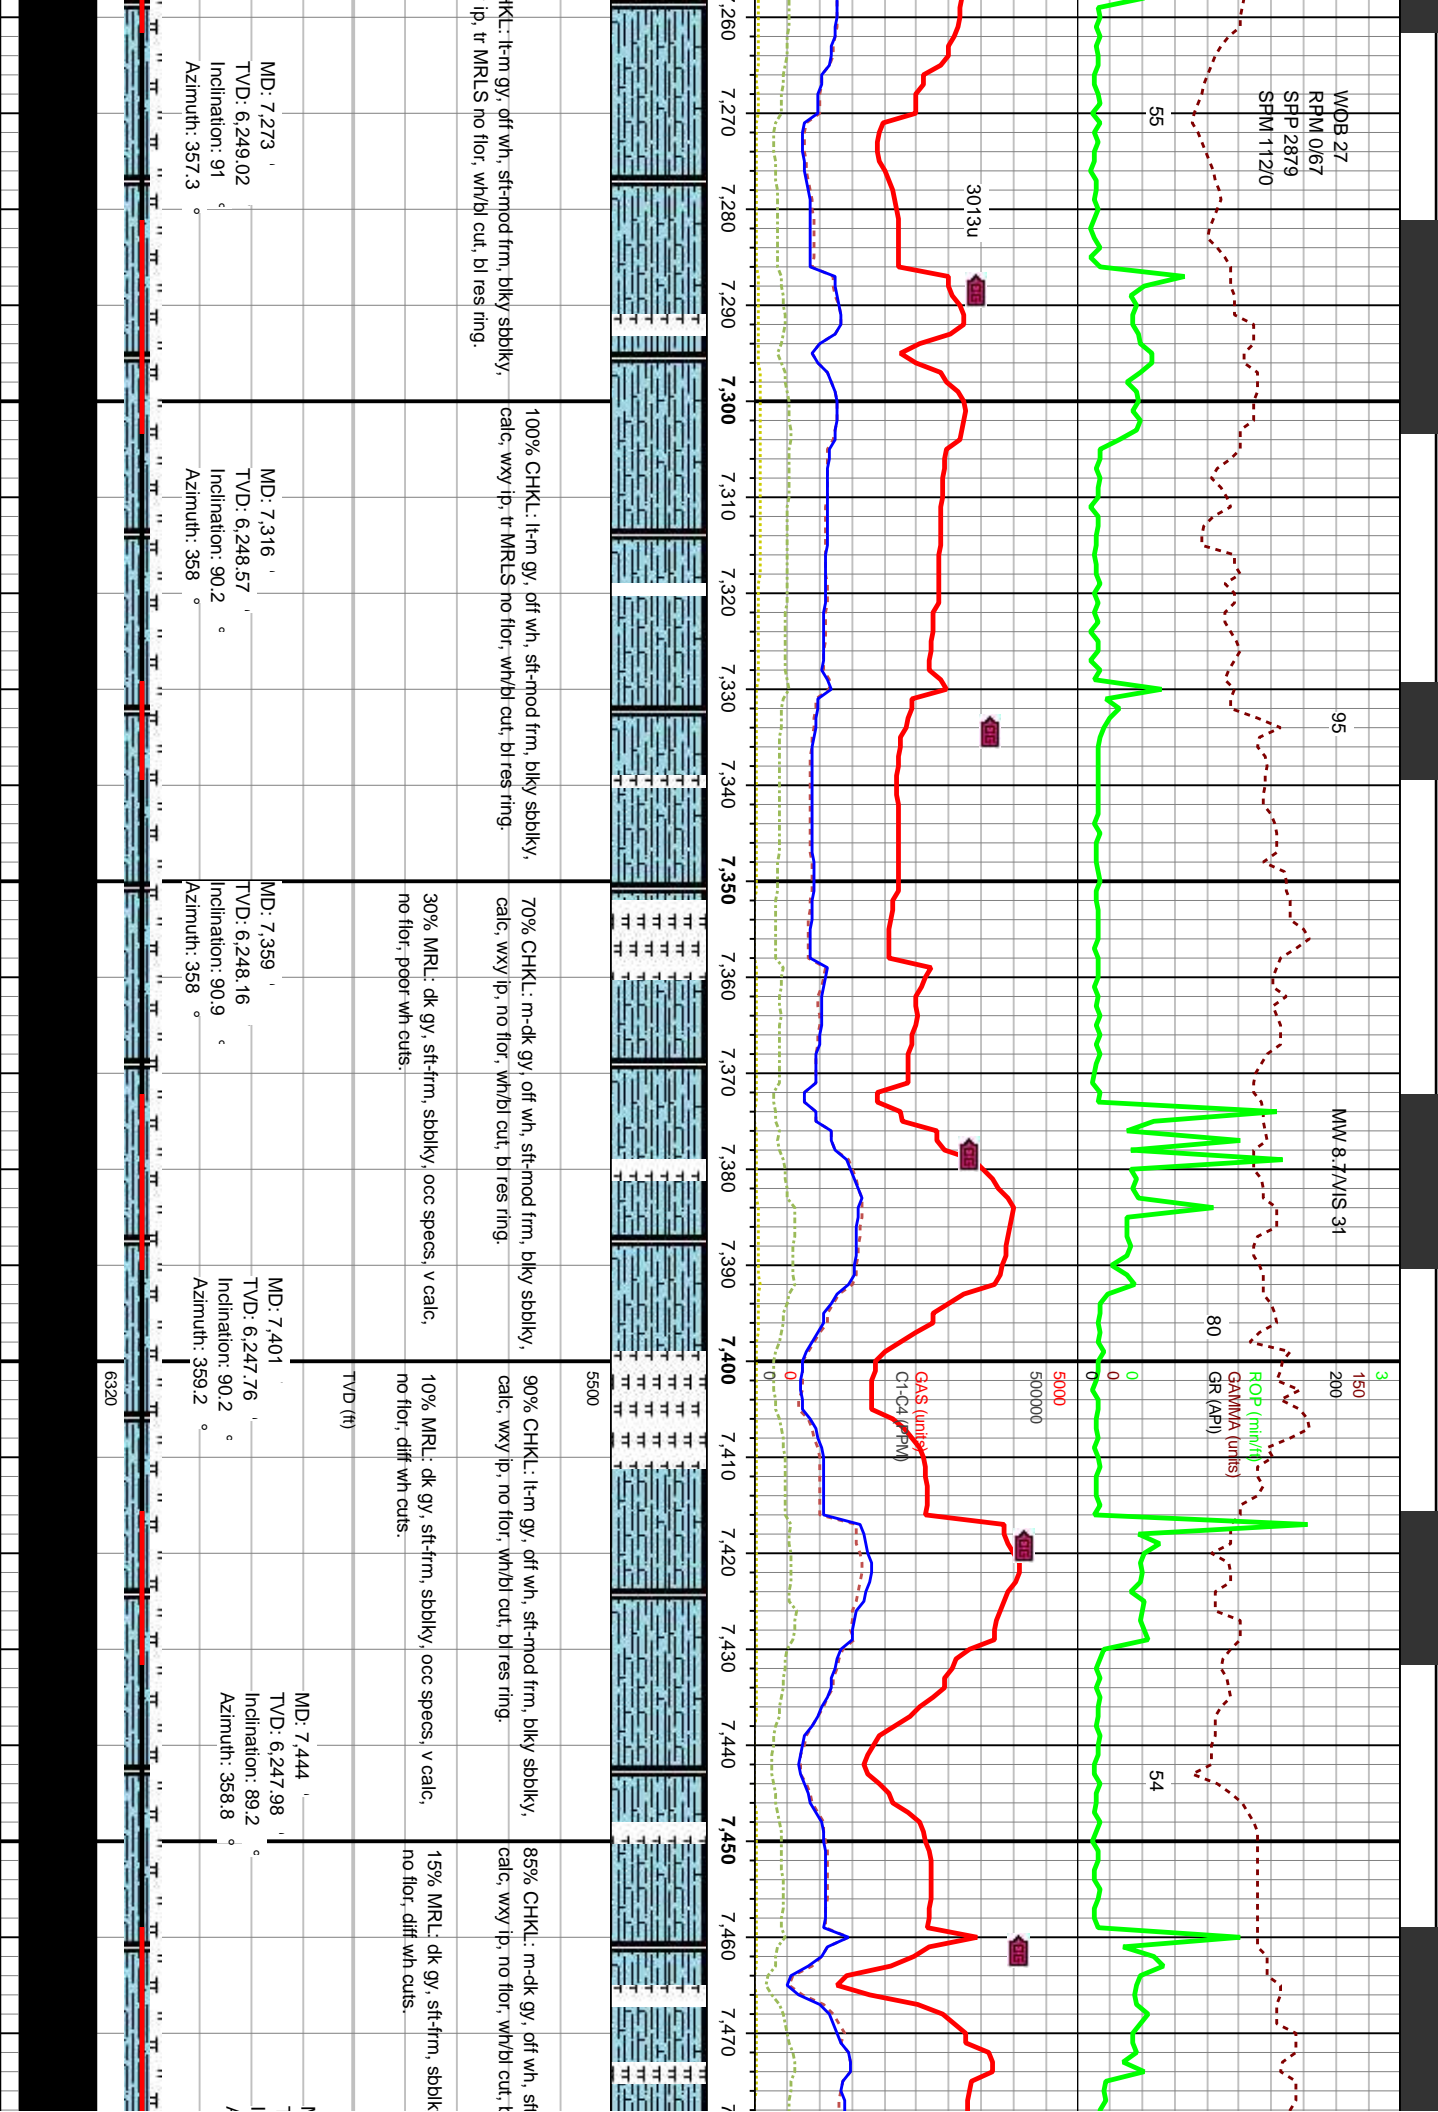 WOB 27
RPM 0/67
SPP 2879
SPM 112/0
95
MW 8.7/VIS 31
55
80
54
3
150
200
ROP (min/ft)
GAMMA (units)
GR (API)
0
0
0
3013u
5000
500000
GAS (units)
C1-C4 (PPM)
0
0
,260
7,270
7,280
7,290
7,300
7,310
7,320
7,330
7,340
7,350
7,360
7,370
7,380
7,390
7,400
7,410
7,420
7,430
7,440
7,450
7,460
7,470
HKL: lt-m gy, off wh, sft-mod frm, blky sbblky,
ip, tr MRLS no flor, wh/bl cut, bl res ring.
100% CHKL: lt-m gy, off wh, sft-mod frm, blky sbblky,
calc, wxy ip, tr MRLS no flor, wh/bl cut, bl res ring.
70% CHKL: m-dk gy, off wh, sft-mod frm, blky sbblky,
calc, wxy ip, no flor, wh/bl cut, bl res ring.
30% MRL: dk gy, sft-frm, sbblky, occ specs, v calc,
no flor, poor wh cuts.
90% CHKL: lt-m gy, off wh, sft-mod frm, blky sbblky,
calc, wxy ip, no flor, wh/bl cut, bl res ring.
10% MRL: dk gy, sft-frm, sbblky, occ specs, v calc,
no flor, diff wh cuts.
85% CHKL: m-dk gy, off wh, sft
calc, wxy ip, no flor, wh/bl cut, b
15% MRL: dk gy, sft-frm, sbblk
no flor, diff wh cuts.
5500
TVD (ft)
6320
MD: 7,273 '
TVD: 6,249.02 '
Inclination: 91 °
Azimuth: 357.3 °
MD: 7,316 '
TVD: 6,248.57 '
Inclination: 90.2 °
Azimuth: 358 °
MD: 7,359 '
TVD: 6,248.16 '
Inclination: 90.9 °
Azimuth: 358 °
MD: 7,401 '
TVD: 6,247.76 '
Inclination: 90.2 °
Azimuth: 359.2 °
MD: 7,444 '
TVD: 6,247.98 '
Inclination: 89.2 °
Azimuth: 358.8 °